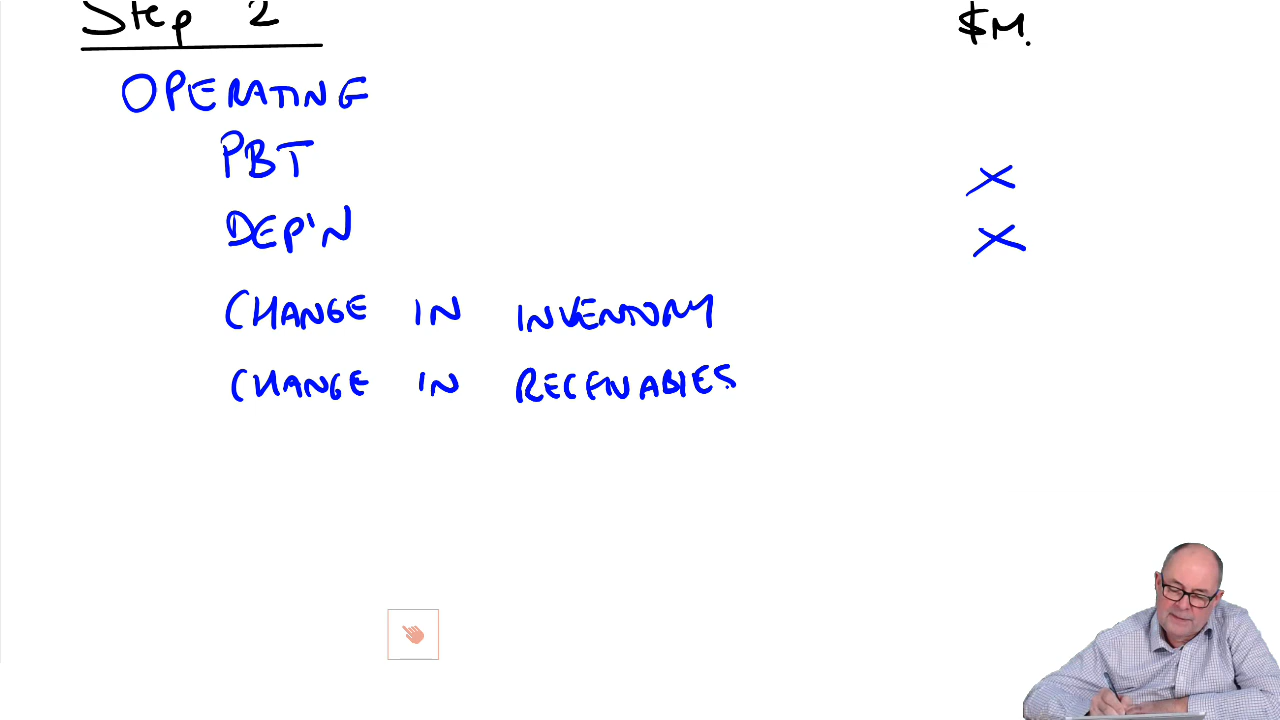 Step 2 $M.
OPERATING
PBT X
DEP'N X
CHANGE IN INVENTORY
CHANGE IN RECEIVABLES